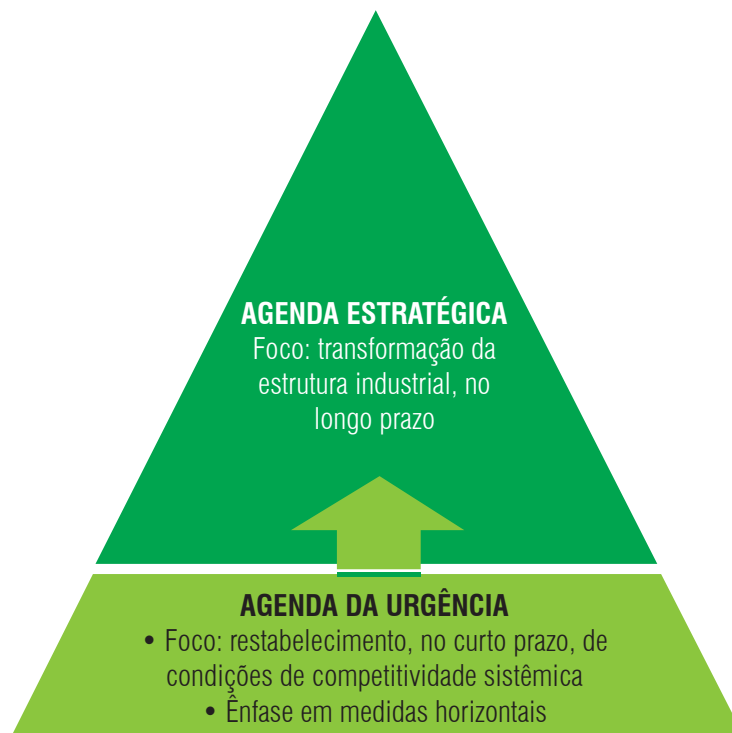 AGENDA ESTRATÉGICA
Foco: transformação da
estrutura industrial, no
longo prazo
AGENDA DA URGÊNCIA
• Foco: restabelecimento, no curto prazo, de
condições de competitividade sistêmica
• Ênfase em medidas horizontais